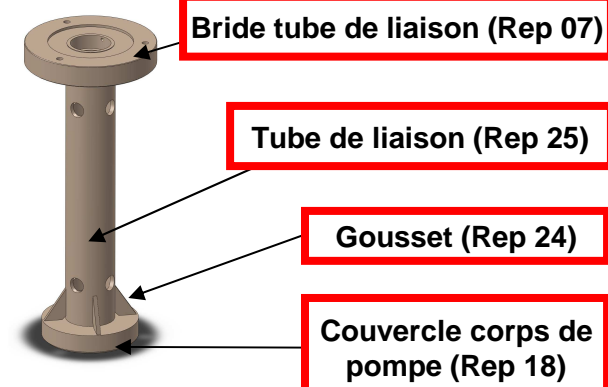 Bride tube de liaison (Rep 07)
Tube de liaison (Rep 25)
Gousset (Rep 24)
Couvercle corps de
pompe (Rep 18)